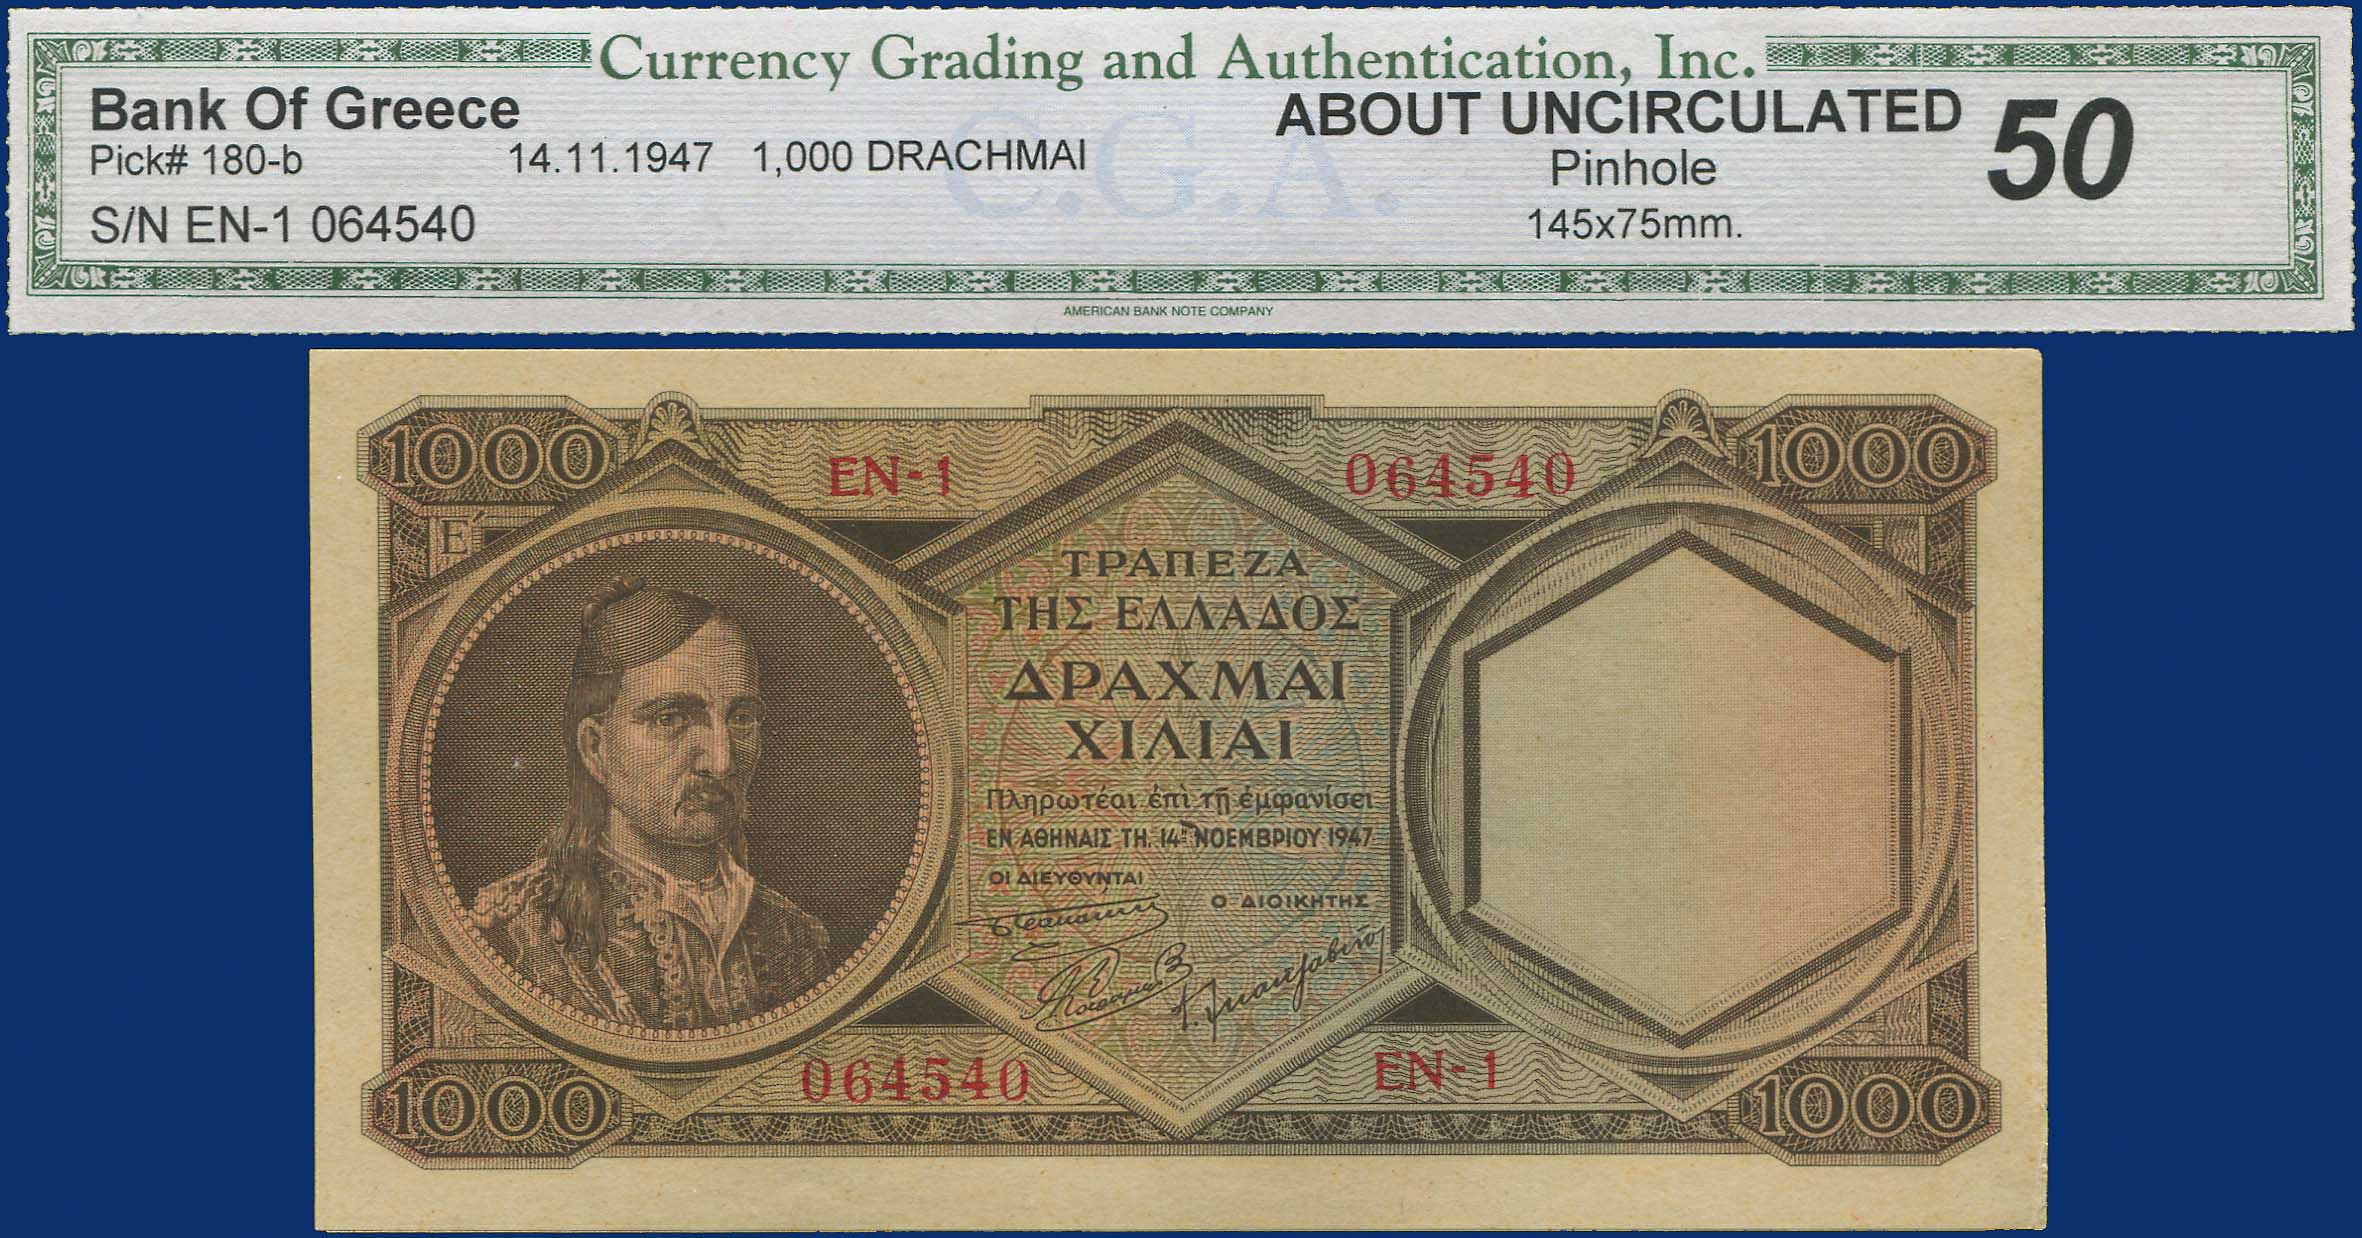 Currency Grading and Authentication, Inc.
Bank Of Greece
ABOUT UNCIRCULATED 50
Pick# 180-b 14.11.1947 1,000 DRACHMAI
Pinhole
S/N EN-1 064540
145x75mm.
C.G.A.
AMERICAN BANK NOTE COMPANY
1000 1000
ΕΝ-1 064540
Ε΄
ΤΡΑΠΕΖΑ
ΤΗΣ ΕΛΛΑΔΟΣ
ΔΡΑΧΜΑΙ
ΧΙΛΙΑΙ
Πληρωτέαι ἐπὶ τῇ ἐμφανίσει
ΕΝ ΑΘΗΝΑΙΣ ΤΗ. 14ῃ ΝΟΕΜΒΡΙΟΥ 1947
ΟΙ ΔΙΕΥΘΥΝΤΑΙ
Ο ΔΙΟΙΚΗΤΗΣ
064540 ΕΝ-1
1000 1000